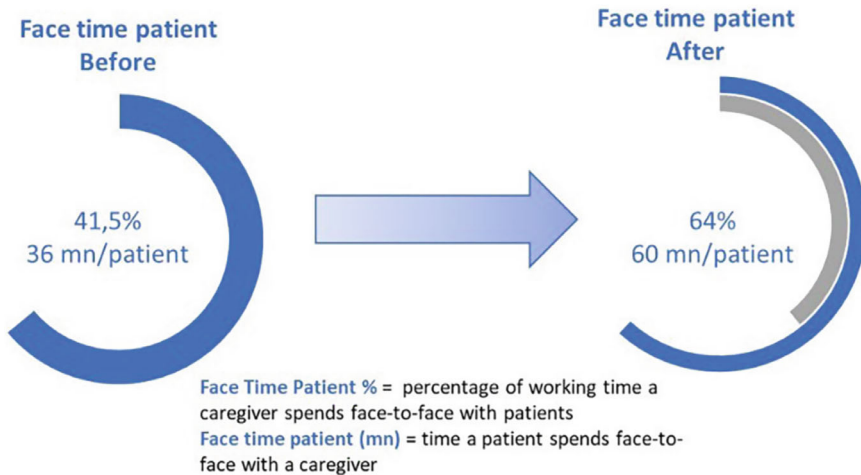 Face time patient
Before
41,5%
36 mn/patient
Face time patient
After
64%
60 mn/patient
Face Time Patient % = percentage of working time a
caregiver spends face-to-face with patients
Face time patient (mn) = time a patient spends face-to-
face with a caregiver